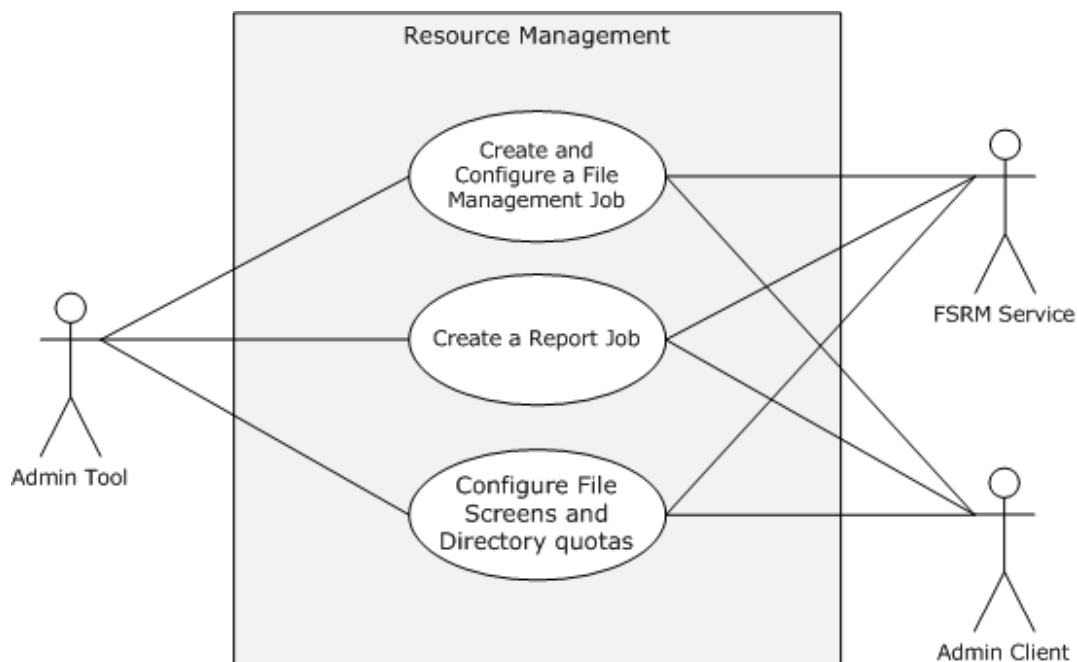 Resource Management
Create and
Configure a File
Management Job
Create a Report Job
Configure File
Screens and
Directory quotas
Admin Tool
FSRM Service
Admin Client